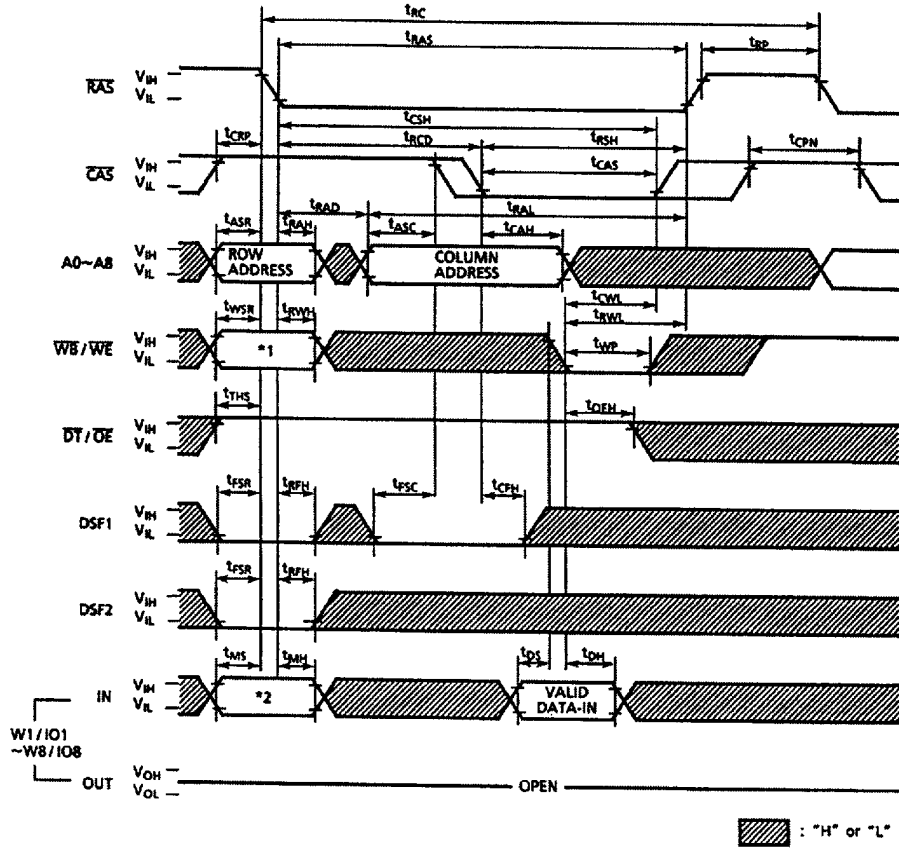 tRC
tRAS
tRP
RAS VIH
VIL
tCSH
tCRP tRCD tRSH tCPN
CAS VIH
VIL
tCAS
tRAD tRAL
tASR tRAH tASC tCAH
A0~A8 VIH
VIL
ROW
ADDRESS
COLUMN
ADDRESS
tCWL
tWSR tRWH tRWL
WB/WE VIH
VIL
*1
tWP
tTHS tOEH
DT/OE VIH
VIL
tFSR tRFH tFSC tCFH
DSF1 VIH
VIL
tFSR tRFH
DSF2 VIH
VIL
tMS tMH tDS tDH
IN VIH
VIL
*2
VALID
DATA-IN
W1/IO1
~W8/IO8
OUT VOH
VOL
OPEN
: "H" or "L"